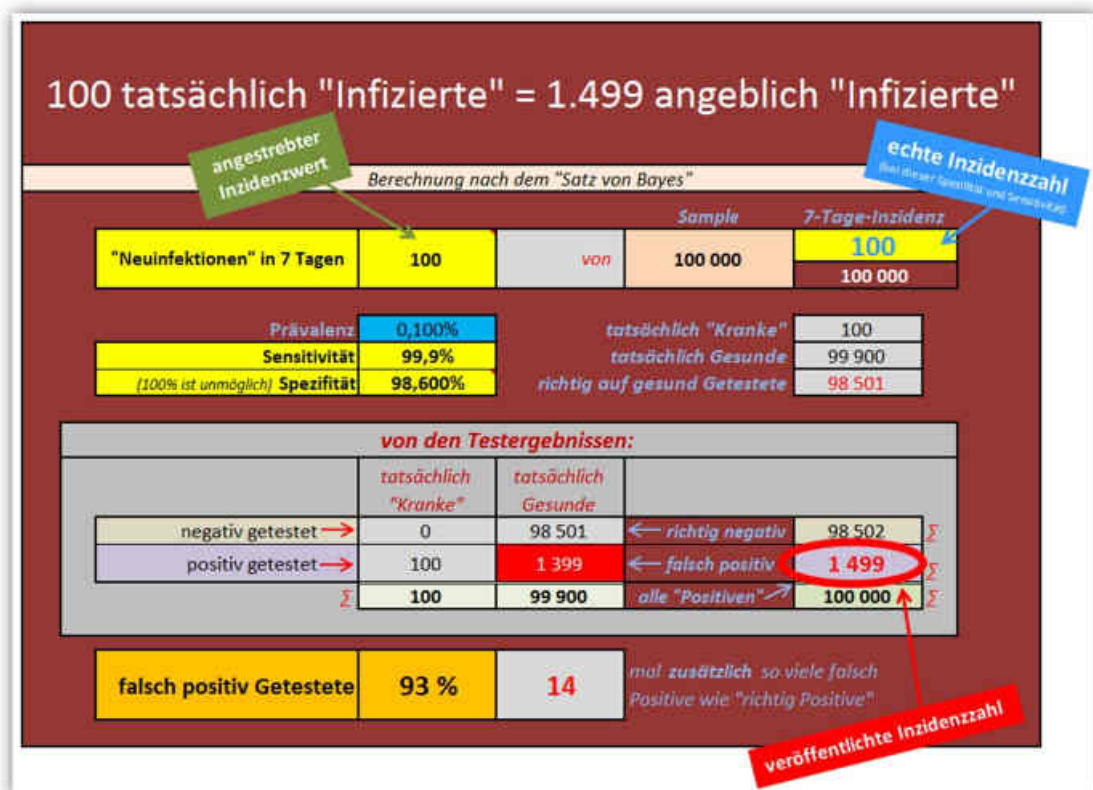 100 tatsächlich "Infizierte" = 1.499 angeblich "Infizierte"
angestrebter
Inzidenzwert
echte Inzidenzzahl
(bei dieser Spezifität und Sensitivität)
Berechnung nach dem "Satz von Bayes"
Sample 7-Tage-Inzidenz
"Neuinfektionen" in 7 Tagen 100 von 100 000 100
100 000
Prävalenz 0,100% tatsächlich "Kranke" 100
Sensitivität 99,9% tatsächlich Gesunde 99 900
(100% ist unmöglich) Spezifität 98,600% richtig auf gesund Getestete 98 501
von den Testergebnissen:
tatsächlich tatsächlich
"Kranke" Gesunde
negativ getestet 0 98 501 richtig negativ 98 502 Σ
positiv getestet 100 1 399 falsch positiv 1 499 Σ
Σ 100 99 900 alle "Positiven" 100 000 Σ
falsch positiv Getestete 93 % 14 mal zusätzlich so viele falsch
Positive wie "richtig Positive"
veröffentlichte Inzidenzzahl